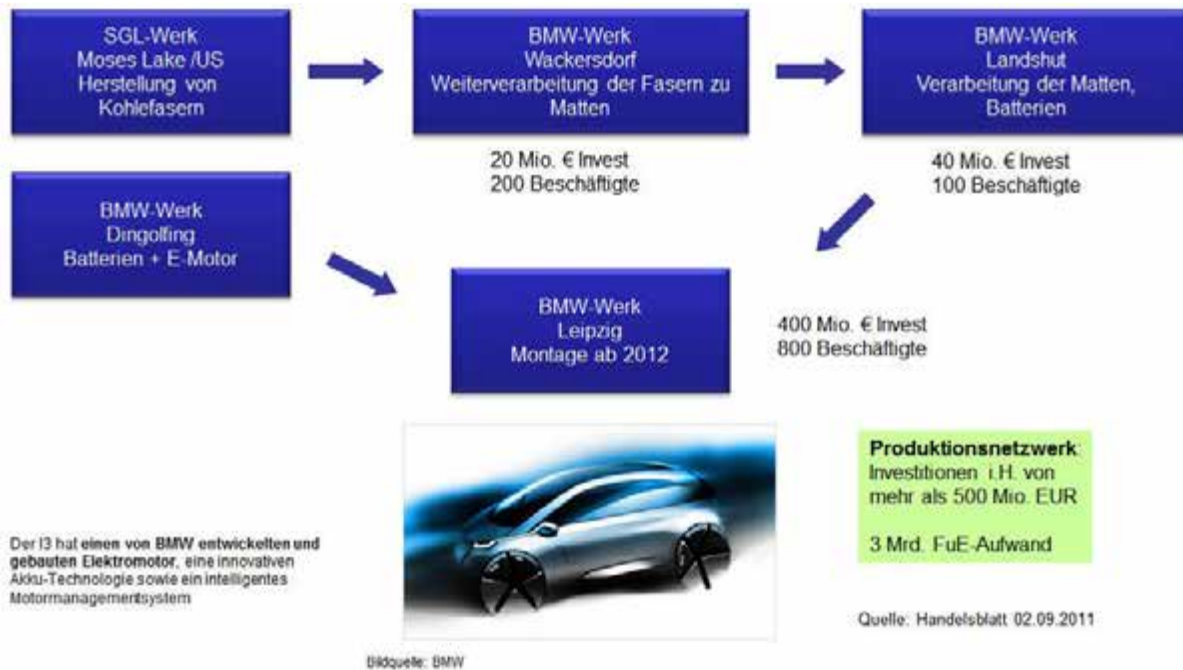 SGL-Werk
Moses Lake /US
Herstellung von
Kohlefasern
BMW-Werk
Wackersdorf
Weiterverarbeitung der Fasern zu
Matten
20 Mio. € Invest
200 Beschäftigte
BMW-Werk
Landshut
Verarbeitung der Matten,
Batterien
40 Mio. € Invest
100 Beschäftigte
BMW-Werk
Dingolfing
Batterien + E-Motor
BMW-Werk
Leipzig
Montage ab 2012
400 Mio. € Invest
800 Beschäftigte
Produktionsnetzwerk:
Investitionen i.H. von
mehr als 500 Mio. EUR
3 Mrd. FuE-Aufwand
Der I3 hat einen von BMW entwickelten und
gebauten Elektromotor, eine innovativen
Akku-Technologie sowie ein intelligentes
Motormanagementsystem
Quelle: Handelsblatt 02.09.2011
Bildquelle: BMW